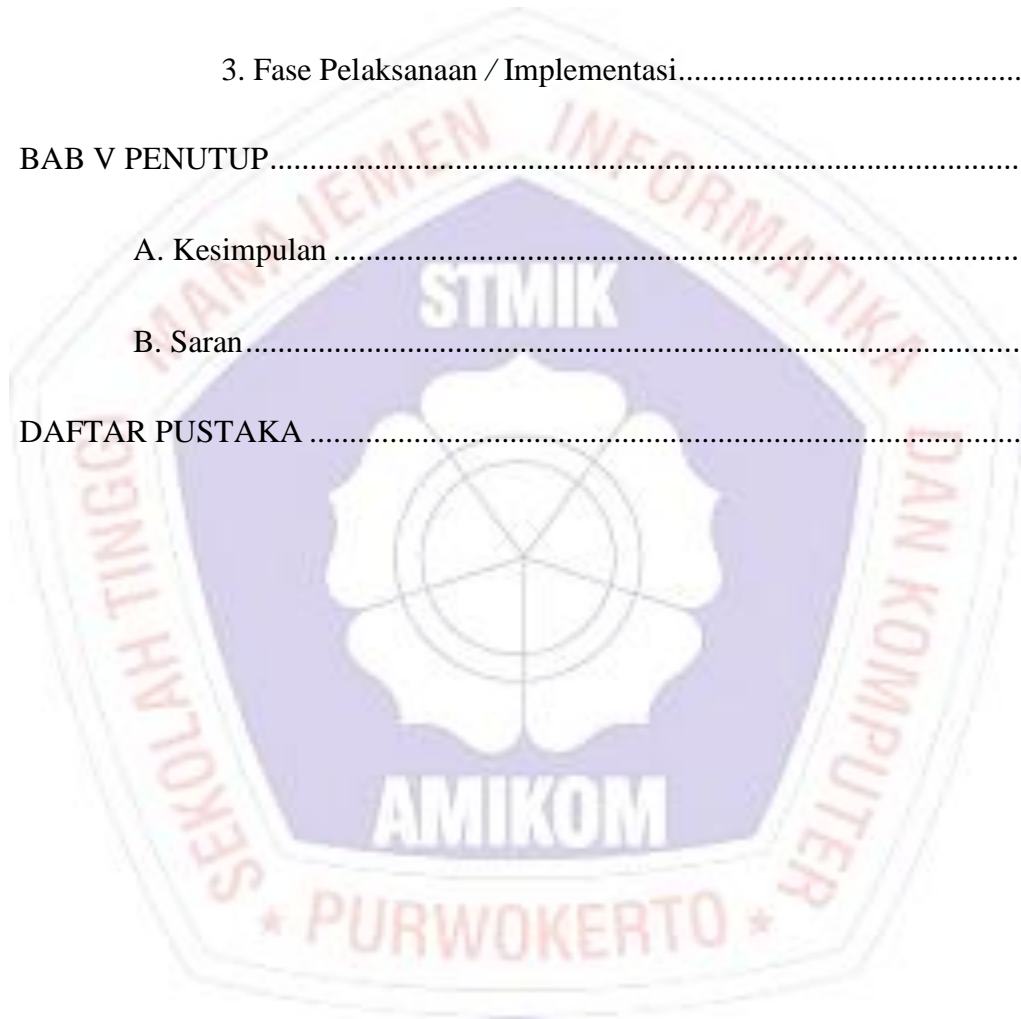 3. Fase Pelaksanaan / Implementasi.......................................
BAB V PENUTUP...............................................................................................
A. Kesimpulan ......................................................................................
B. Saran.................................................................................................
DAFTAR PUSTAKA .........................................................................................
SEKOLAH TINGGI MANAJEMEN INFORMATIKA DAN KOMPUTER
STMIK
AMIKOM
* PURWOKERTO *